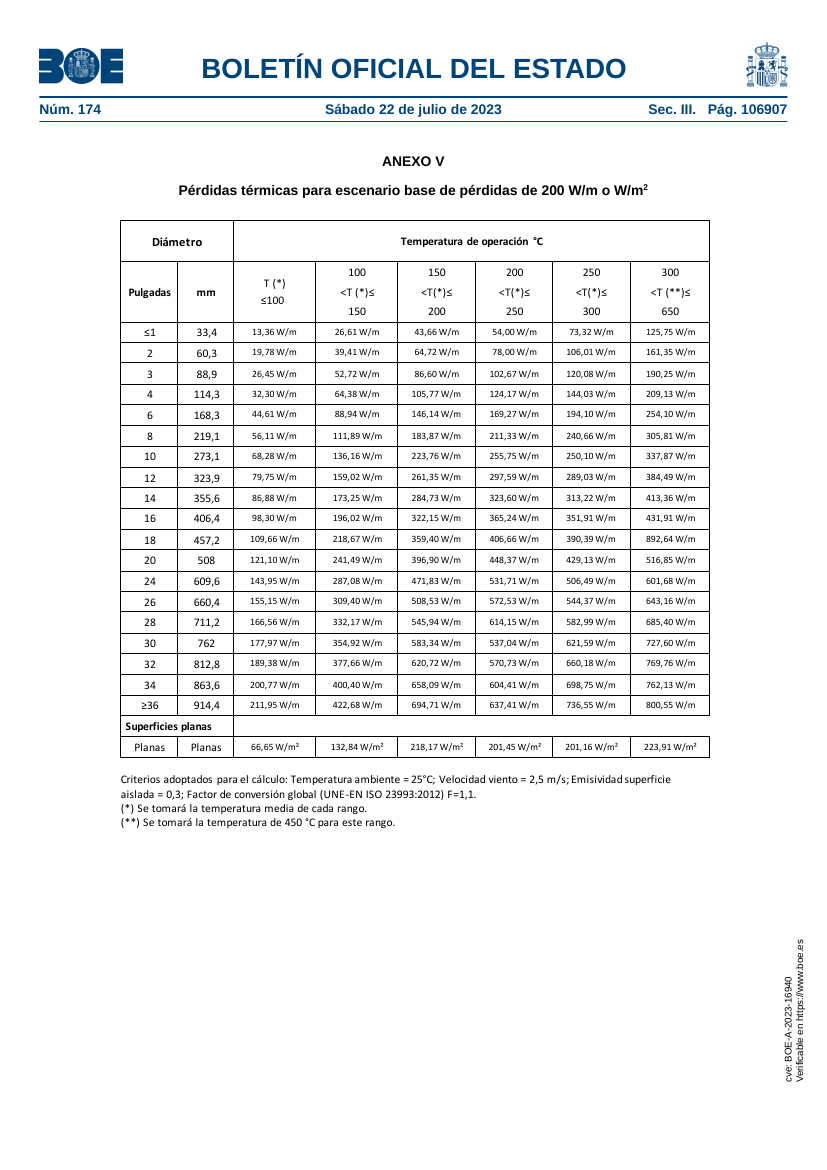 BOE
BOLETÍN OFICIAL DEL ESTADO
Núm. 174 Sábado 22 de julio de 2023 Sec. III. Pág. 106907
ANEXO V
Pérdidas térmicas para escenario base de pérdidas de 200 W/m o W/m²
Diámetro Temperatura de operación °C
Pulgadas mm T (*) ≤100 100 <T (*)≤ 150 150 <T(*)≤ 200 200 <T(*)≤ 250 250 <T(*)≤ 300 300 <T (**)≤ 650
≤1 33,4 13,36 W/m 26,61 W/m 43,66 W/m 54,00 W/m 73,32 W/m 125,75 W/m
2 60,3 19,78 W/m 39,41 W/m 64,72 W/m 78,00 W/m 106,01 W/m 161,35 W/m
3 88,9 26,45 W/m 52,72 W/m 86,60 W/m 102,67 W/m 120,08 W/m 190,25 W/m
4 114,3 32,30 W/m 64,38 W/m 105,77 W/m 124,17 W/m 144,03 W/m 209,13 W/m
6 168,3 44,61 W/m 88,94 W/m 146,14 W/m 169,27 W/m 194,10 W/m 254,10 W/m
8 219,1 56,11 W/m 111,89 W/m 183,87 W/m 211,33 W/m 240,66 W/m 305,81 W/m
10 273,1 68,28 W/m 136,16 W/m 223,76 W/m 255,75 W/m 250,10 W/m 337,87 W/m
12 323,9 79,75 W/m 159,02 W/m 261,35 W/m 297,59 W/m 289,03 W/m 384,49 W/m
14 355,6 86,88 W/m 173,25 W/m 284,73 W/m 323,60 W/m 313,22 W/m 413,36 W/m
16 406,4 98,30 W/m 196,02 W/m 322,15 W/m 365,24 W/m 351,91 W/m 431,91 W/m
18 457,2 109,66 W/m 218,67 W/m 359,40 W/m 406,66 W/m 390,39 W/m 892,64 W/m
20 508 121,10 W/m 241,49 W/m 396,90 W/m 448,37 W/m 429,13 W/m 516,85 W/m
24 609,6 143,95 W/m 287,08 W/m 471,83 W/m 531,71 W/m 506,49 W/m 601,68 W/m
26 660,4 155,15 W/m 309,40 W/m 508,53 W/m 572,53 W/m 544,37 W/m 643,16 W/m
28 711,2 166,56 W/m 332,17 W/m 545,94 W/m 614,15 W/m 582,99 W/m 685,40 W/m
30 762 177,97 W/m 354,92 W/m 583,34 W/m 537,04 W/m 621,59 W/m 727,60 W/m
32 812,8 189,38 W/m 377,66 W/m 620,72 W/m 570,73 W/m 660,18 W/m 769,76 W/m
34 863,6 200,77 W/m 400,40 W/m 658,09 W/m 604,41 W/m 698,75 W/m 762,13 W/m
≥36 914,4 211,95 W/m 422,68 W/m 694,71 W/m 637,41 W/m 736,55 W/m 800,55 W/m
Superficies planas
Planas Planas 66,65 W/m² 132,84 W/m² 218,17 W/m² 201,45 W/m² 201,16 W/m² 223,91 W/m²
Criterios adoptados para el cálculo: Temperatura ambiente = 25°C; Velocidad viento = 2,5 m/s; Emisividad superficie
aislada = 0,3; Factor de conversión global (UNE-EN ISO 23993:2012) F=1,1.
(*) Se tomará la temperatura media de cada rango.
(**) Se tomará la temperatura de 450 °C para este rango.
cve: BOE-A-2023-16940
Verificable en https://www.boe.es